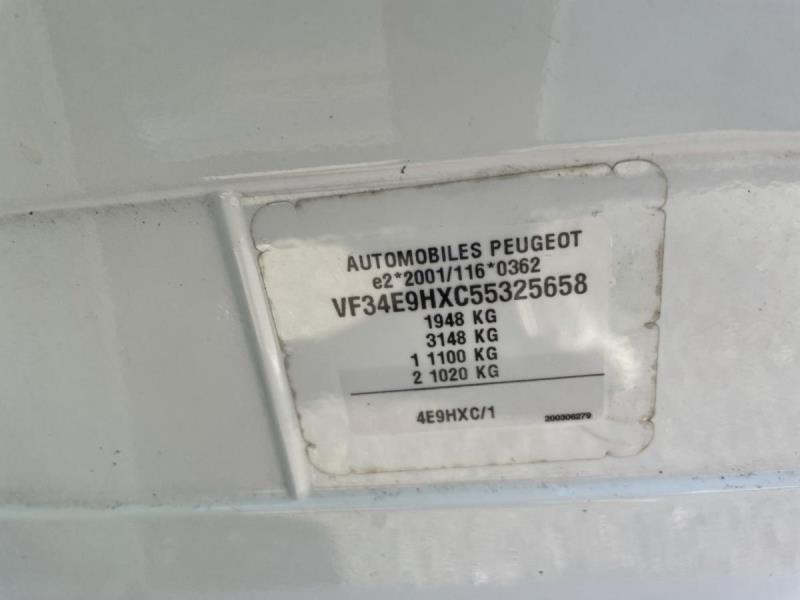 AUTOMOBILES PEUGEOT
e2*2001/116*0362
VF34E9HXC55325658
1948 KG
3148 KG
1 1100 KG
2 1020 KG
4E9HXC/1
200306279